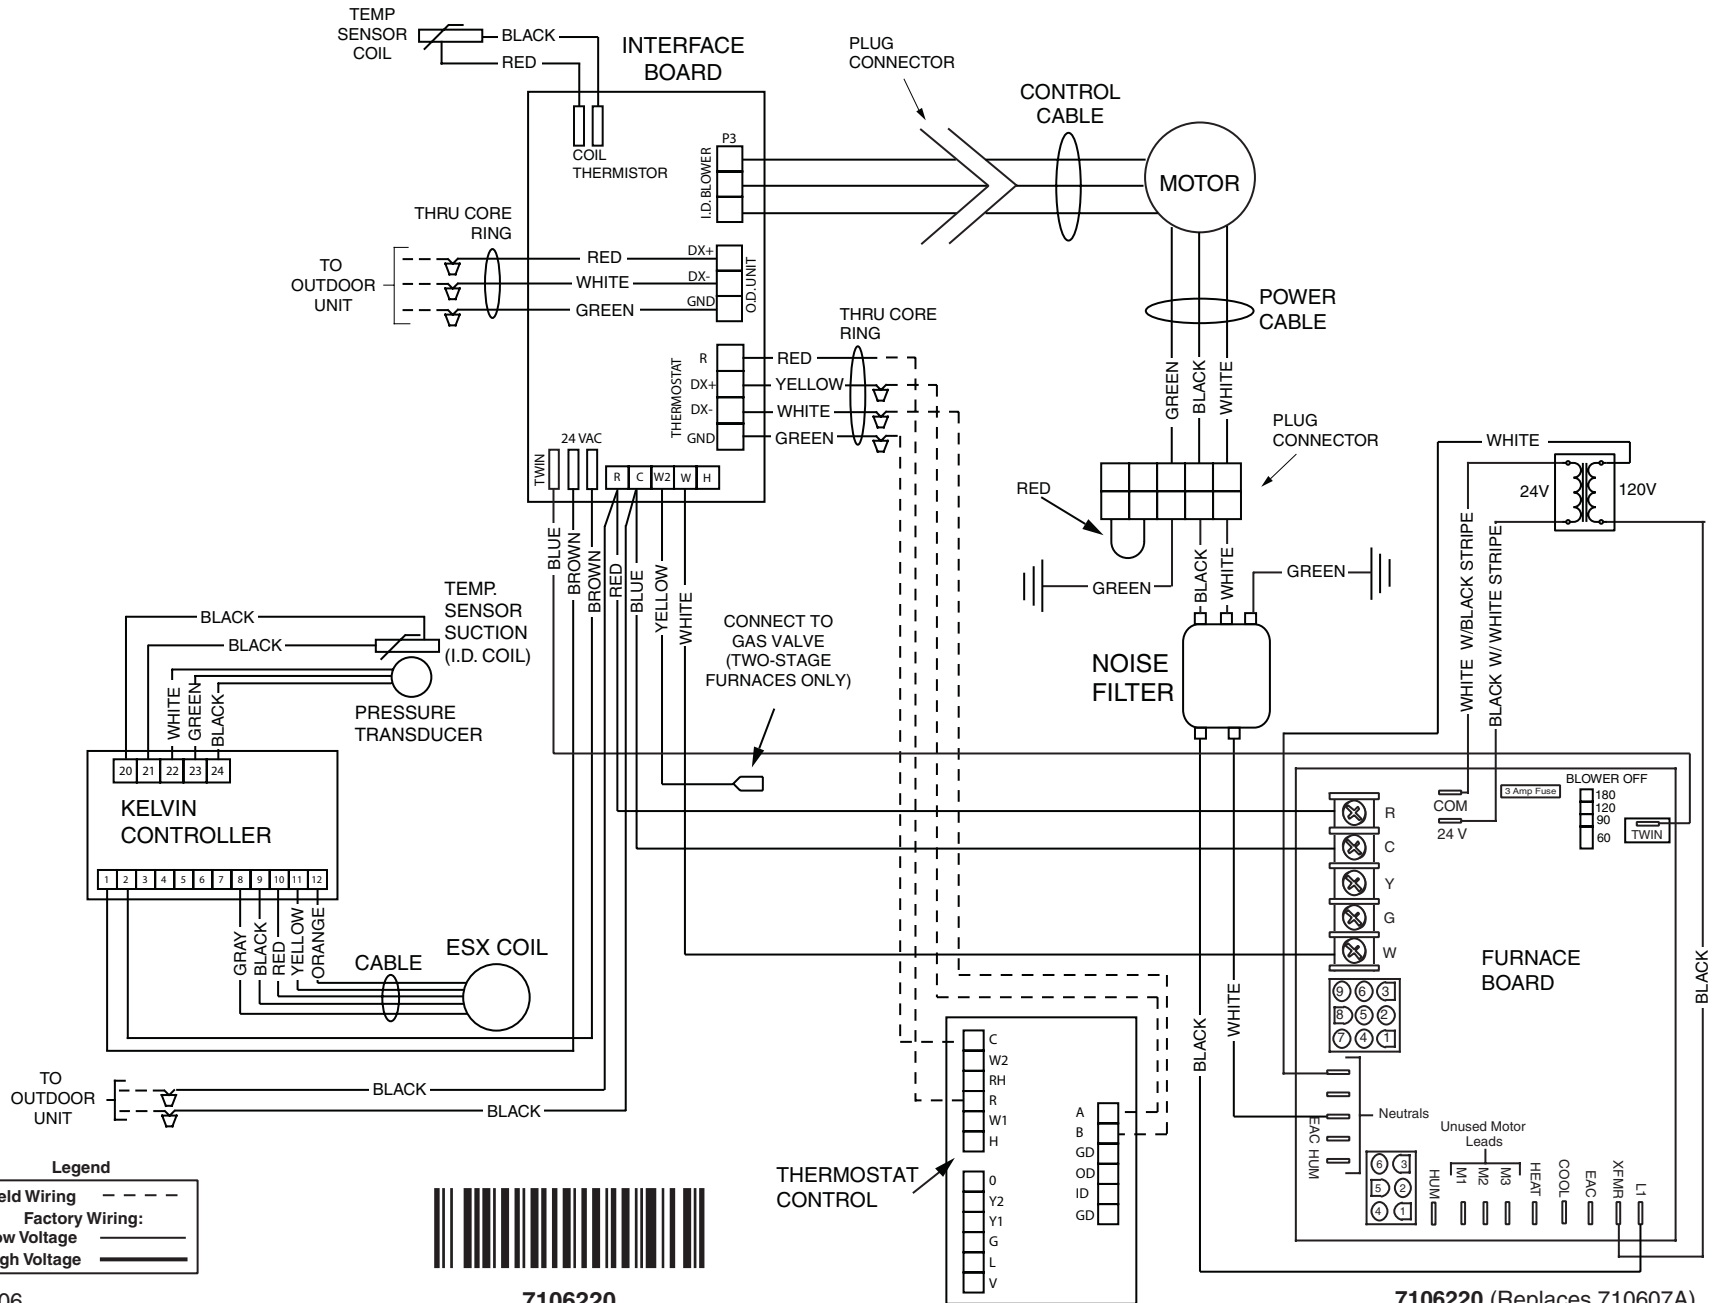 TEMP
SENSOR
COIL
BLACK
RED
INTERFACE
BOARD
COIL
THERMISTOR
P3
I.D. BLOWER
PLUG
CONNECTOR
CONTROL
CABLE
MOTOR
THRU CORE
RING
TO
OUTDOOR
UNIT
RED
WHITE
GREEN
DX+
DX-
GND
O.D. UNIT
POWER
CABLE
THRU CORE
RING
THERMOSTAT
R
DX+
DX-
GND
RED
YELLOW
WHITE
GREEN
GREEN
BLACK
WHITE
PLUG
CONNECTOR
RED
GREEN
BLACK
WHITE
GREEN
WHITE
24V
120V
WHITE W/BLACK STRIPE
BLACK W/ WHITE STRIPE
TWIN
24 VAC
R C W2 W H
BLUE
BROWN
BROWN
RED
BLUE
YELLOW
WHITE
CONNECT TO
GAS VALVE
(TWO-STAGE
FURNACES ONLY)
NOISE
FILTER
TEMP.
SENSOR
SUCTION
(I.D. COIL)
BLACK
BLACK
WHITE
GREEN
BLACK
PRESSURE
TRANSDUCER
20 21 22 23 24
KELVIN
CONTROLLER
1 2 3 4 5 6 7 8 9 10 11 12
GRAY
BLACK
RED
YELLOW
ORANGE
CABLE
ESX COIL
TO
OUTDOOR
UNIT
BLACK
BLACK
BLACK
WHITE
BLACK
COM
24 V
3 Amp Fuse
BLOWER OFF
180
120
90
60
TWIN
R
C
Y
G
W
FURNACE
BOARD
9 6 3
8 5 2
7 4 1
Neutrals
EAC HUM
Unused Motor
Leads
6 3
5 2
4 1
HUM
M1
M2
M3
HEAT
COOL
EAC
XFMR
L1
THERMOSTAT
CONTROL
C
W2
RH
R
W1
H
0
Y2
Y1
G
L
V
A
B
GD
OD
ID
GD
Legend
eld Wiring
Factory Wiring:
ow Voltage
gh Voltage
06
7106220
7106220 (Replaces 710607A)